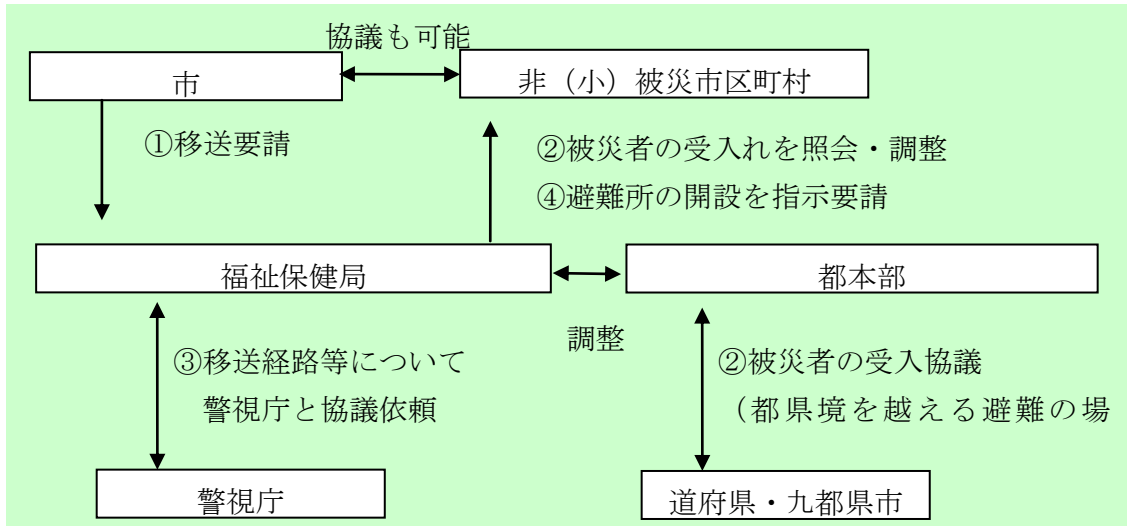 協議も可能
市
非（小）被災市区町村
①移送要請
②被災者の受入れを照会・調整
④避難所の開設を指示要請
福祉保健局
都本部
調整
③移送経路等について
警視庁と協議依頼
②被災者の受入協議
（都県境を越える避難の場
警視庁
道府県・九都県市